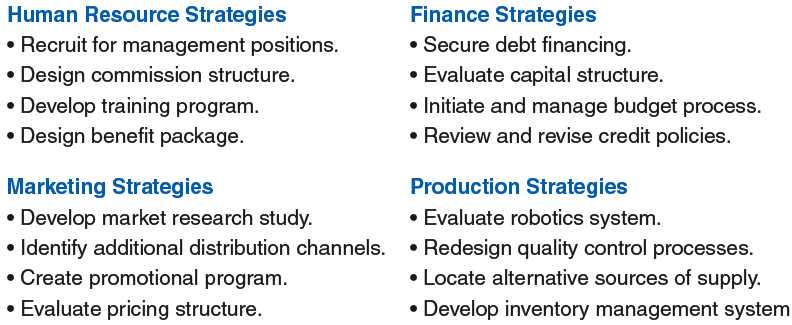 Human Resource Strategies
• Recruit for management positions.
• Design commission structure.
• Develop training program.
• Design benefit package.
Finance Strategies
• Secure debt financing.
• Evaluate capital structure.
• Initiate and manage budget process.
• Review and revise credit policies.
Marketing Strategies
• Develop market research study.
• Identify additional distribution channels.
• Create promotional program.
• Evaluate pricing structure.
Production Strategies
• Evaluate robotics system.
• Redesign quality control processes.
• Locate alternative sources of supply.
• Develop inventory management system